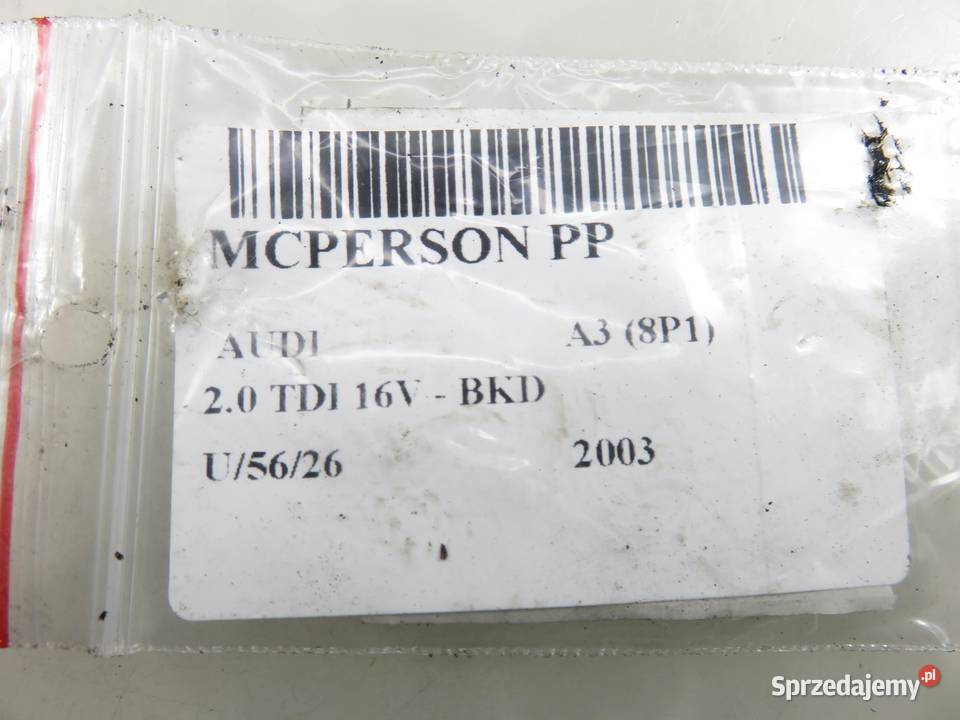 MCPERSON PP
AUDI A3 (8P1)
2.0 TDI 16V - BKD
U/56/26 2003
Sprzedajemy.pl